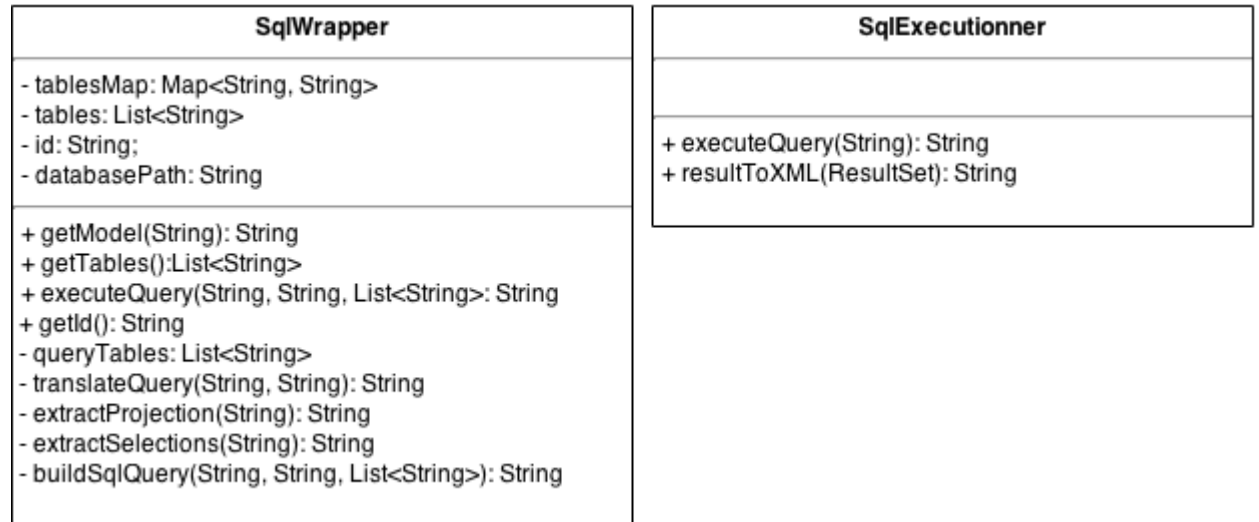 SqlWrapper
- tablesMap: Map<String, String>
- tables: List<String>
- id: String;
- databasePath: String
+ getModel(String): String
+ getTables():List<String>
+ executeQuery(String, String, List<String>: String
+ getId(): String
- queryTables: List<String>
- translateQuery(String, String): String
- extractProjection(String): String
- extractSelections(String): String
- buildSqlQuery(String, String, List<String>): String
SqlExecutionner
+ executeQuery(String): String
+ resultToXML(ResultSet): String